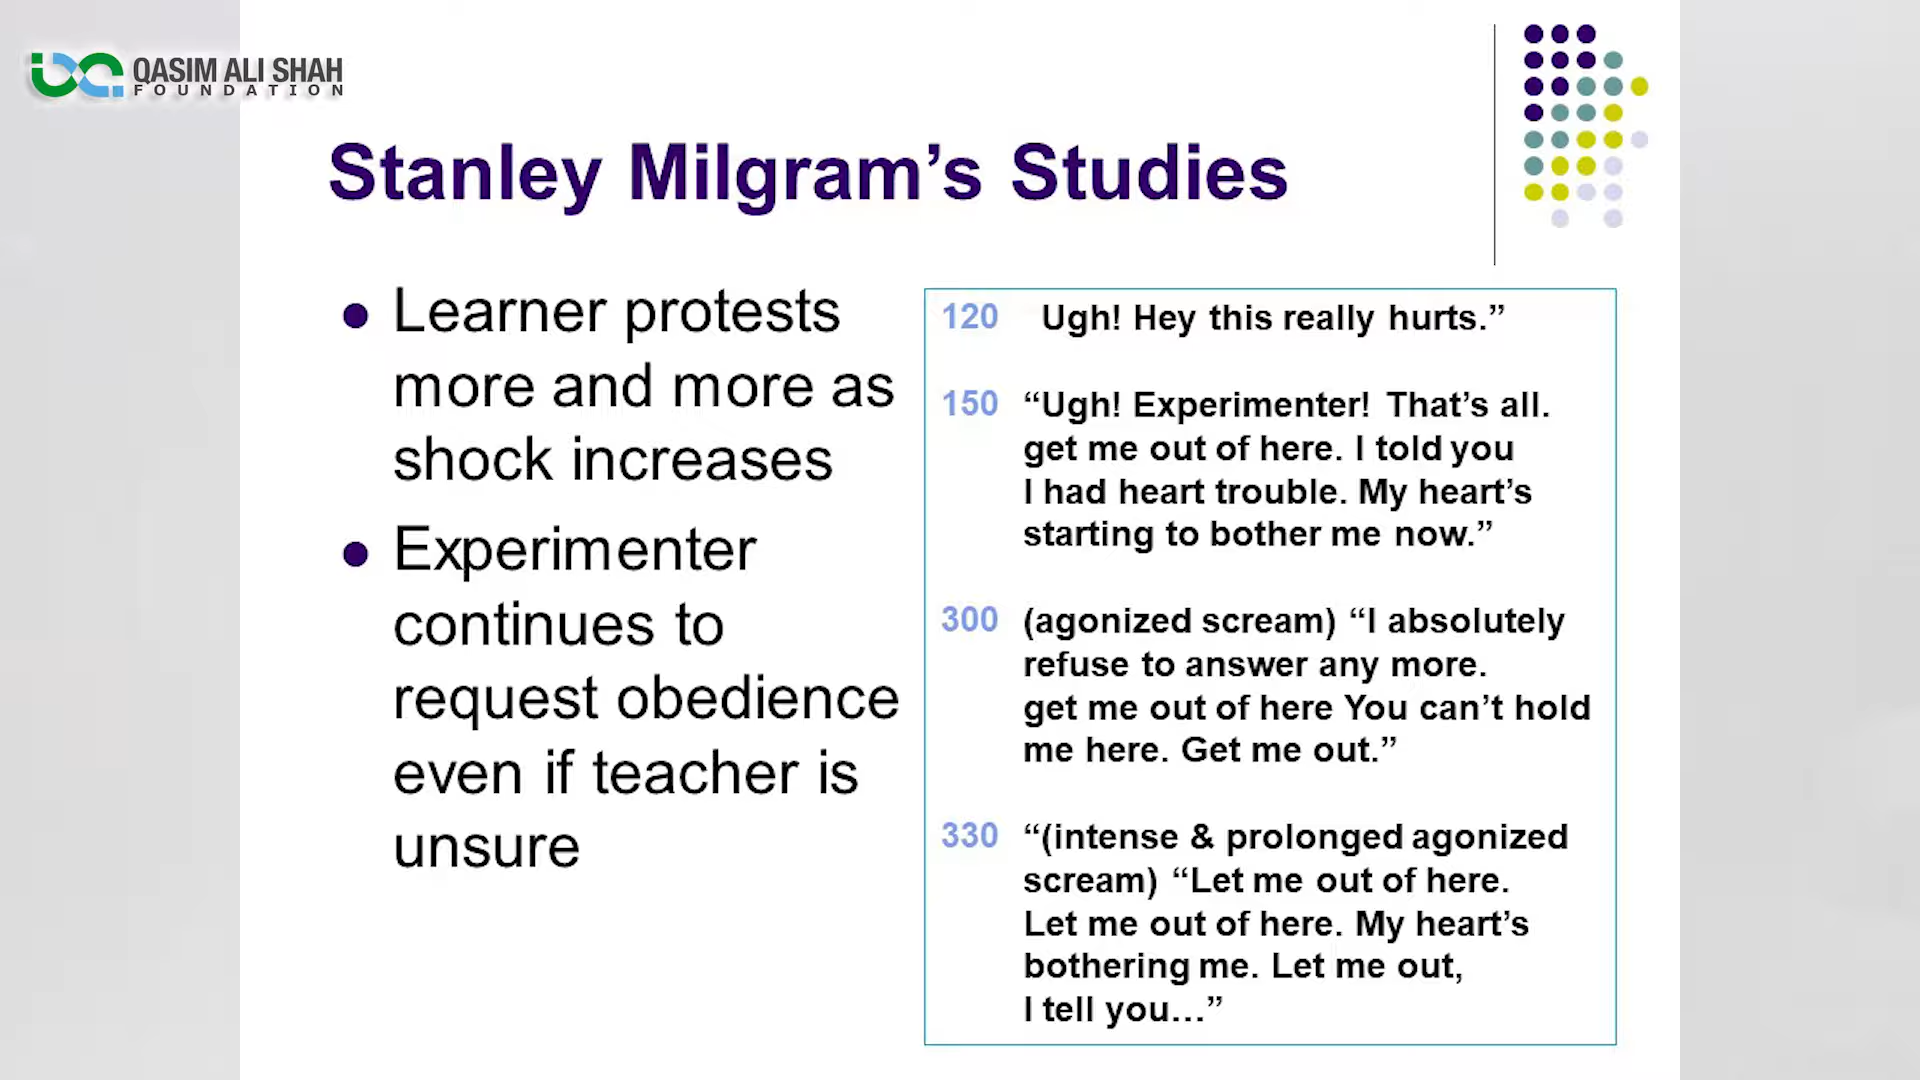 QASIM ALI SHAH
FOUNDATION
Stanley Milgram’s Studies
Learner protests
more and more as
shock increases
Experimenter
continues to
request obedience
even if teacher is
unsure
120 Ugh! Hey this really hurts.”
150 “Ugh! Experimenter! That’s all.
get me out of here. I told you
I had heart trouble. My heart’s
starting to bother me now.”
300 (agonized scream) “I absolutely
refuse to answer any more.
get me out of here You can’t hold
me here. Get me out.”
330 “(intense & prolonged agonized
scream) “Let me out of here.
Let me out of here. My heart’s
bothering me. Let me out,
I tell you…”